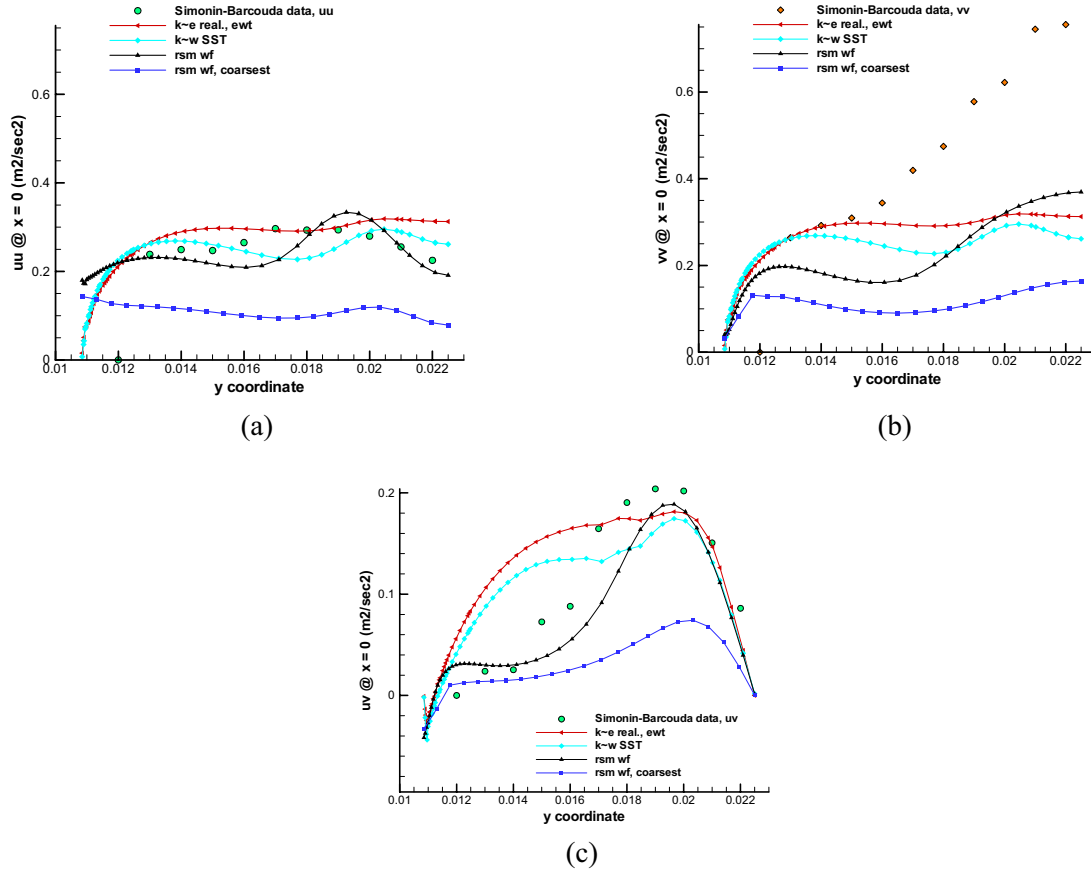 Simonin-Barcouda data, uu
k~e real., ewt
k~w SST
rsm wf
rsm wf, coarsest
uu @ x = 0 (m2/sec2)
0.6
0.4
0.2
0
0.01 0.012 0.014 0.016 0.018 0.02 0.022
y coordinate
(a)
Simonin-Barcouda data, vv
k~e real., ewt
k~w SST
rsm wf
rsm wf, coarsest
vv @ x = 0 (m2/sec2)
0.6
0.4
0.2
0
0.01 0.012 0.014 0.016 0.018 0.02 0.022
y coordinate
(b)
uv @ x = 0 (m2/sec2)
0.2
0.1
0
Simonin-Barcouda data, uv
k~e real., ewt
k~w SST
rsm wf
rsm wf, coarsest
0.01 0.012 0.014 0.016 0.018 0.02 0.022
y coordinate
(c)